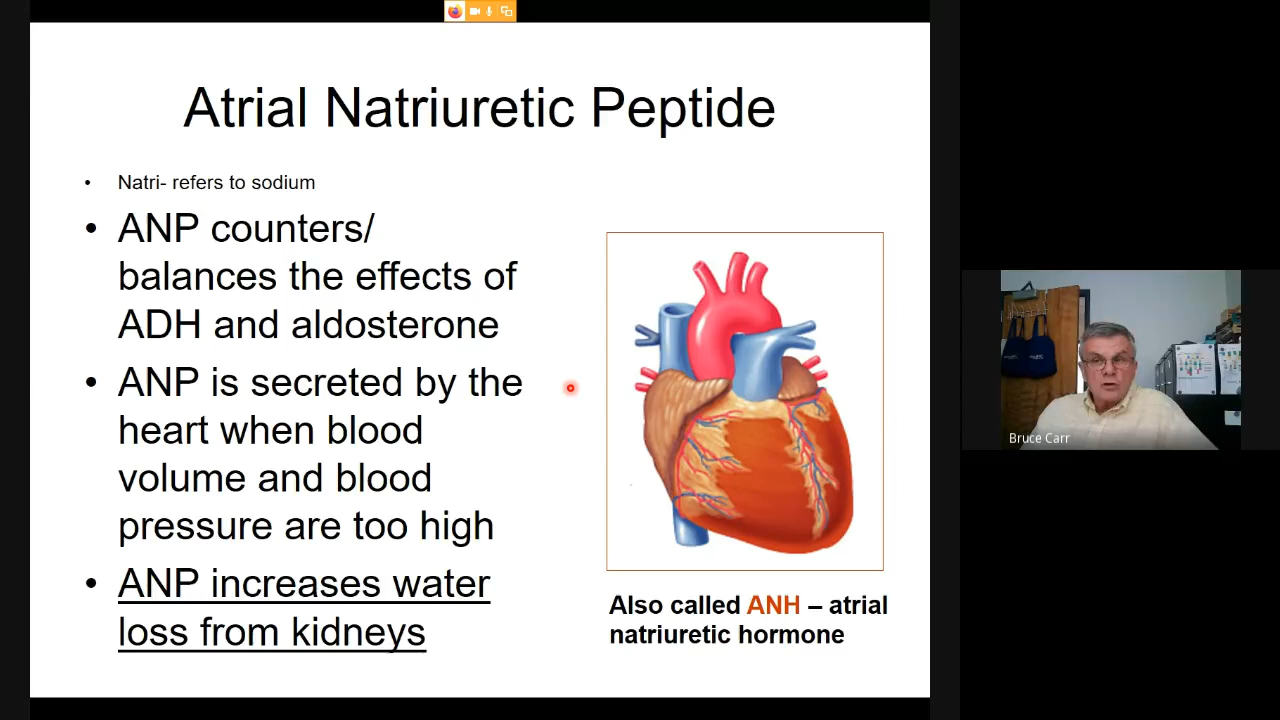 Atrial Natriuretic Peptide
• Natri- refers to sodium
• ANP counters/
balances the effects of
ADH and aldosterone
• ANP is secreted by the
heart when blood
volume and blood
pressure are too high
• ANP increases water
loss from kidneys
Also called ANH – atrial
natriuretic hormone
Bruce Carr